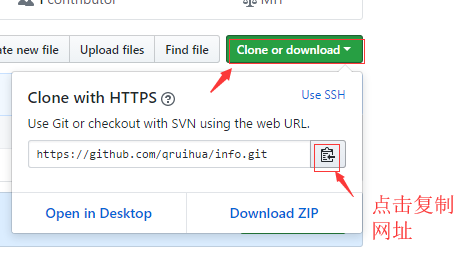 1 contributor
MIT
ate new file
Upload files
Find file
Clone or download
Clone with HTTPS
Use SSH
Use Git or checkout with SVN using the web URL.
https://github.com/qruihua/info.git
Open in Desktop
Download ZIP
点击复制
网址